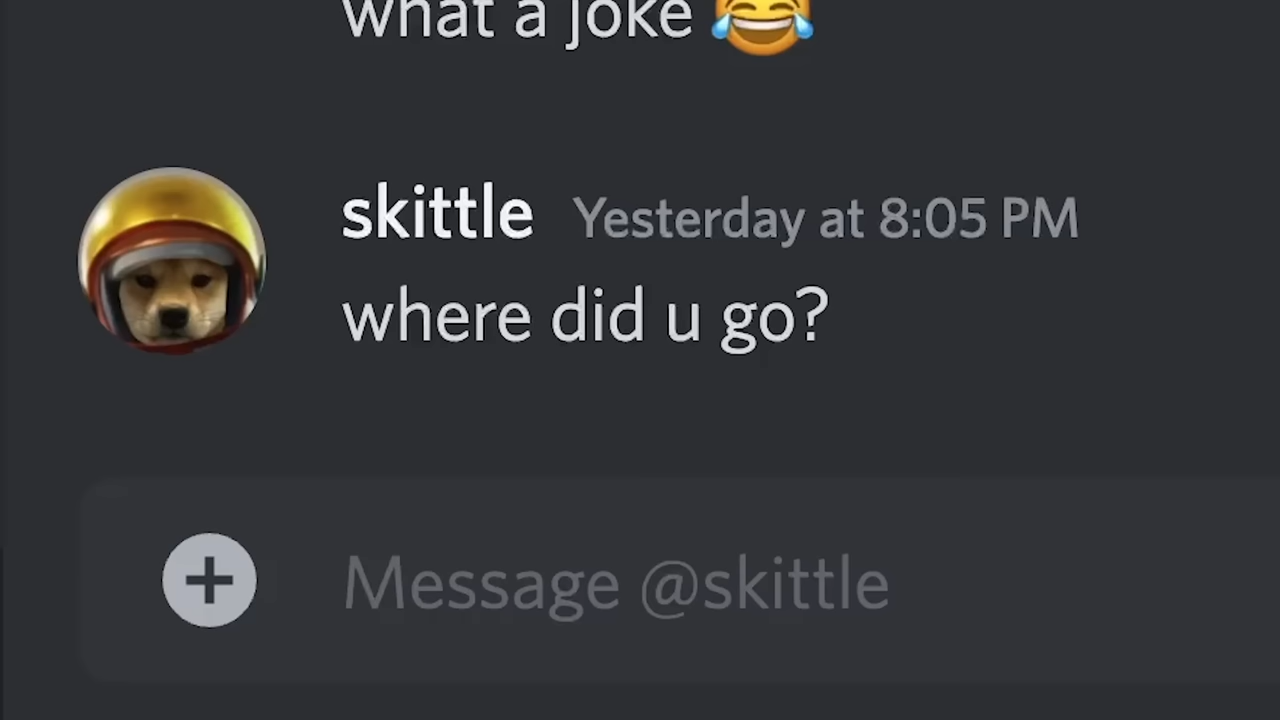 what a joke 😂
skittle Yesterday at 8:05 PM
where did u go?
Message @skittle